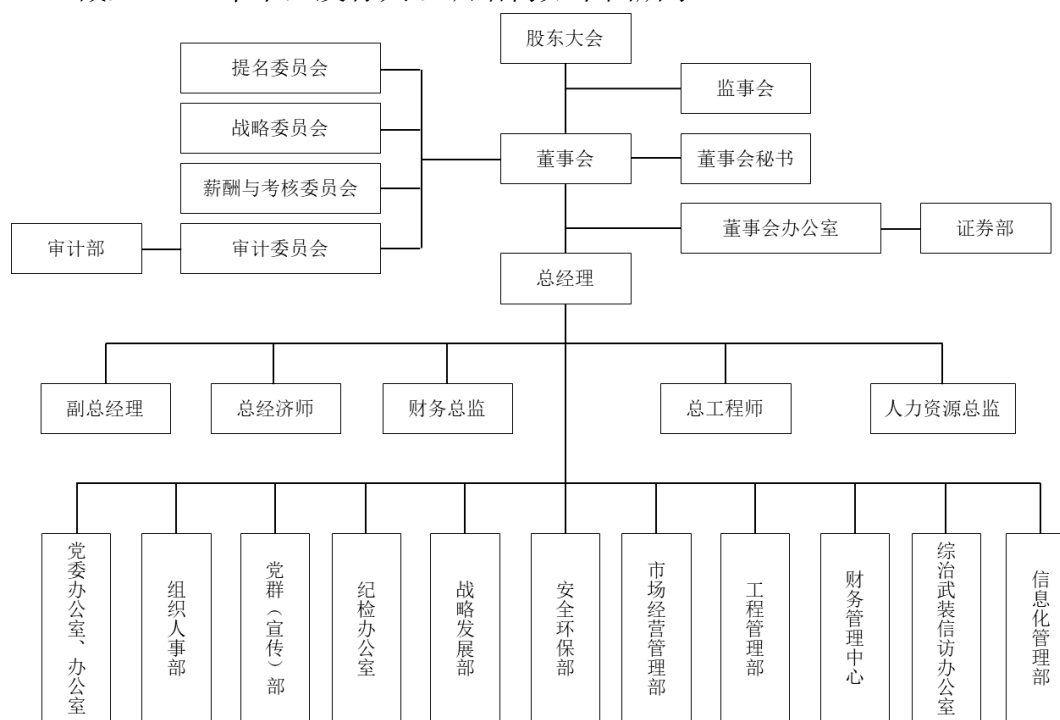 股东大会
提名委员会
监事会
战略委员会
董事会
董事会秘书
薪酬与考核委员会
审计部
审计委员会
董事会办公室
证券部
总经理
副总经理
总经济师
财务总监
总工程师
人力资源总监
党委办公室、办公室
组织人事部
党群（宣传）部
纪检办公室
战略发展部
安全环保部
市场经营管理部
工程管理部
财务管理中心
综治武装信访办公室
信息化管理部